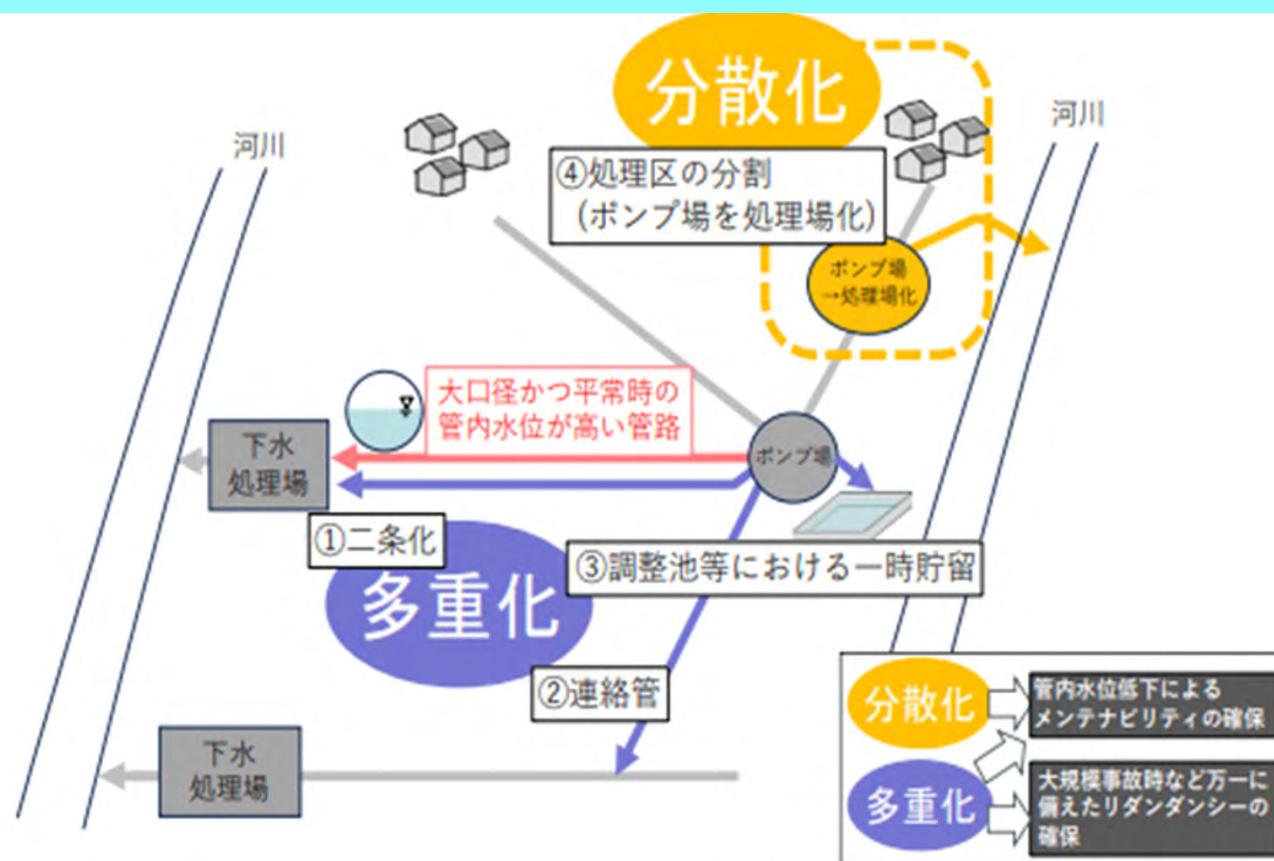 分散化
河川
河川
④処理区の分割
(ポンプ場を処理場化)
ポンプ場
→処理場化
大口径かつ平常時の
管内水位が高い管路
下水
処理場
ポンプ場
①二条化
多重化
③調整池等における一時貯留
②連絡管
下水
処理場
分散化
管内水位低下による
メンテナビリティの確保
多重化
大規模事故時など万一に
備えたリダンダンシーの
確保